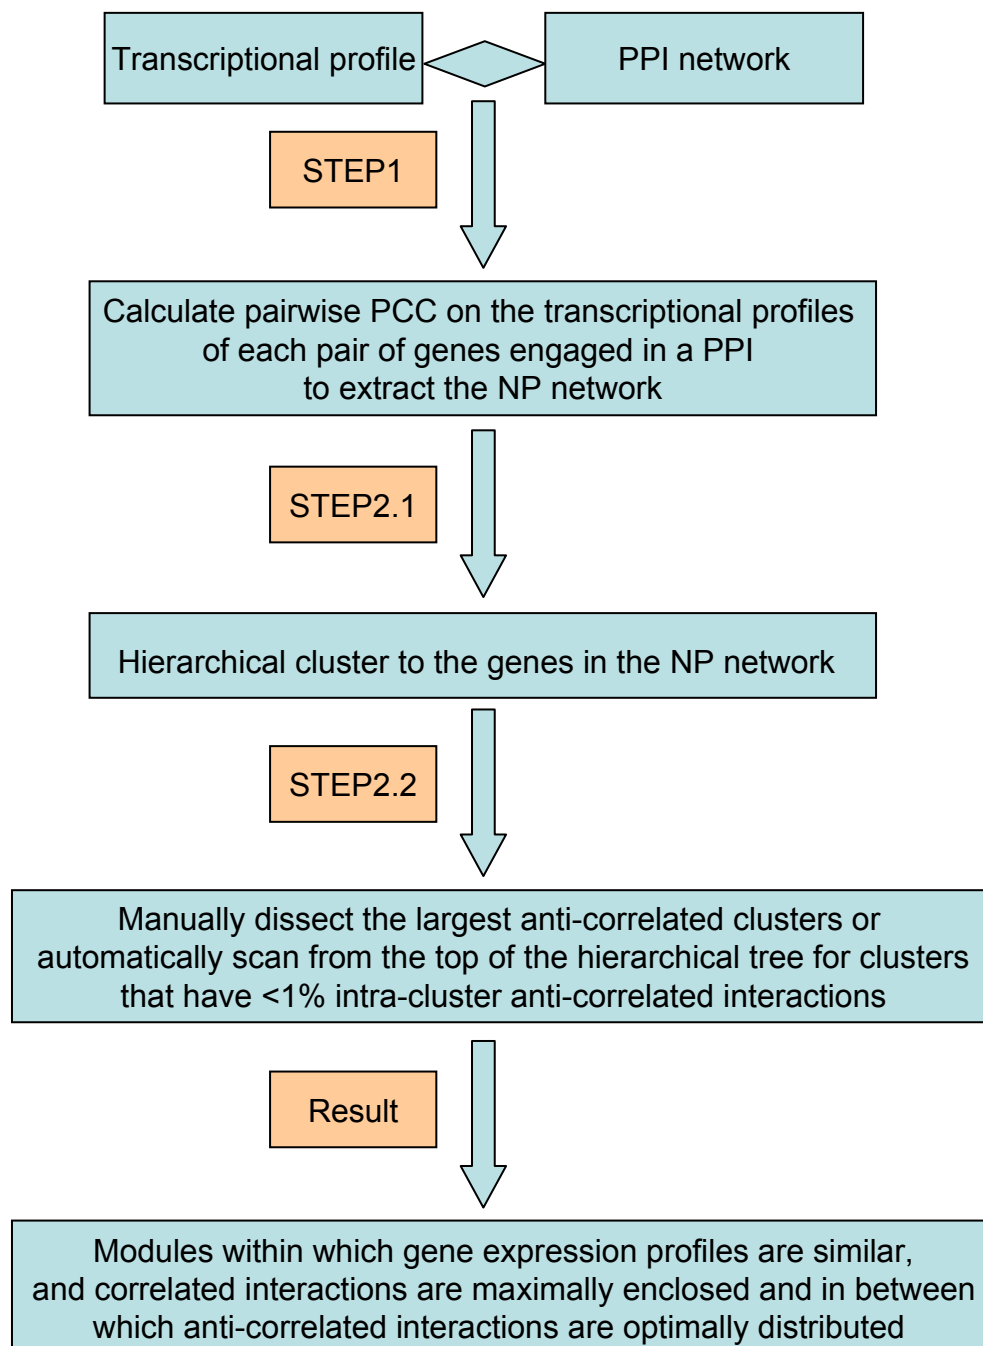 Transcriptional profile
PPI network
STEP1
Calculate pairwise PCC on the transcriptional profiles
of each pair of genes engaged in a PPI
to extract the NP network
STEP2.1
Hierarchical cluster to the genes in the NP network
STEP2.2
Manually dissect the largest anti-correlated clusters or
automatically scan from the top of the hierarchical tree for clusters
that have <1% intra-cluster anti-correlated interactions
Result
Modules within which gene expression profiles are similar,
and correlated interactions are maximally enclosed and in between
which anti-correlated interactions are optimally distributed